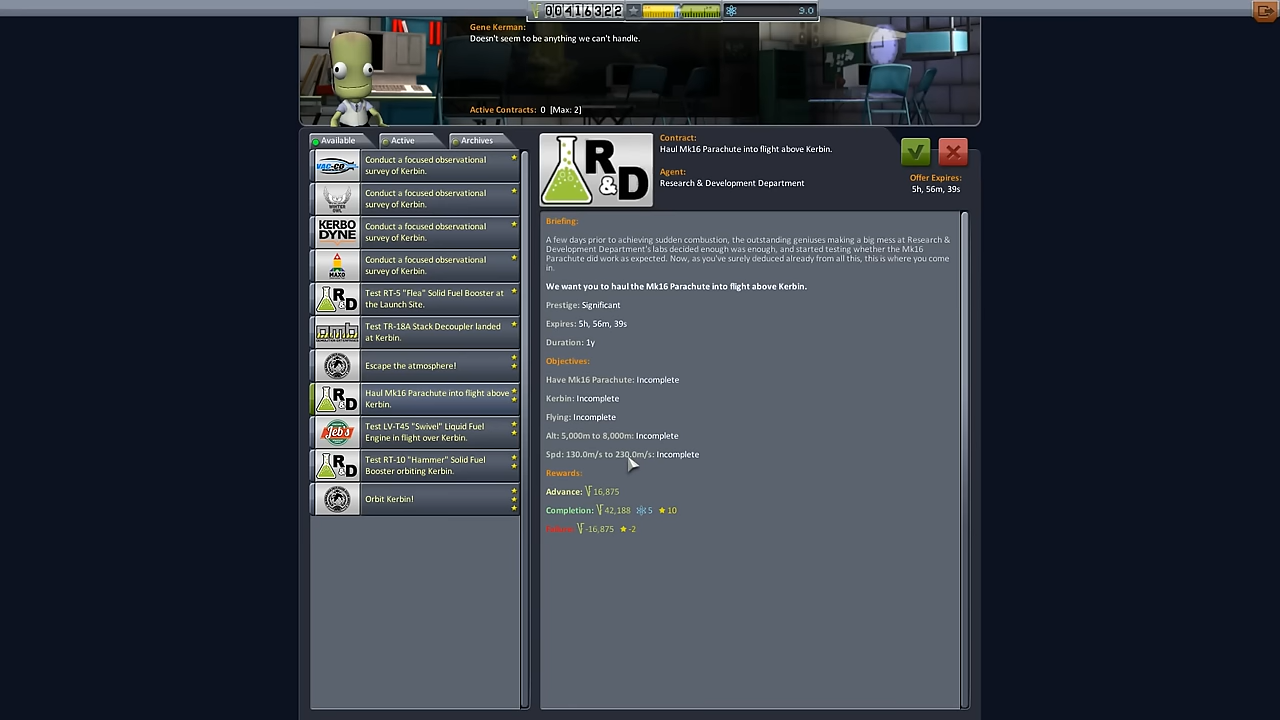 00416322
9.0
Gene Kerman:
Doesn't seem to be anything we can't handle.
Active Contracts: 0 [Max: 2]
Available
Active
Archives
VAC-CO
Conduct a focused observational
survey of Kerbin.
WINTER
OWL
Conduct a focused observational
survey of Kerbin.
KERBO
DYNE
Conduct a focused observational
survey of Kerbin.
MAXO
Conduct a focused observational
survey of Kerbin.
R&D
Test RT-5 "Flea" Solid Fuel Booster at
the Launch Site.
Test TR-18A Stack Decoupler landed
at Kerbin.
Escape the atmosphere!
R&D
Haul Mk16 Parachute into flight above
Kerbin.
Jeb's
Test LV-T45 "Swivel" Liquid Fuel
Engine in flight over Kerbin.
R&D
Test RT-10 "Hammer" Solid Fuel
Booster orbiting Kerbin.
Orbit Kerbin!
R&D
Contract:
Haul Mk16 Parachute into flight above Kerbin.
Agent:
Research & Development Department
Offer Expires:
5h, 56m, 39s
Briefing:
A few days prior to achieving sudden combustion, the outstanding geniuses making a big mess at Research &
Development Department's labs decided enough was enough, and started testing whether the Mk16
Parachute did work as expected. Now, as you've surely deduced already from all this, this is where you come
in.
We want you to haul the Mk16 Parachute into flight above Kerbin.
Prestige: Significant
Expires: 5h, 56m, 39s
Duration: 1y
Objectives:
Have Mk16 Parachute: Incomplete
Kerbin: Incomplete
Flying: Incomplete
Alt: 5,000m to 8,000m: Incomplete
Spd: 130.0m/s to 230.0m/s: Incomplete
Rewards:
Advance: 16,875
Completion: 42,188 5 10
Failure: -16,875 -2